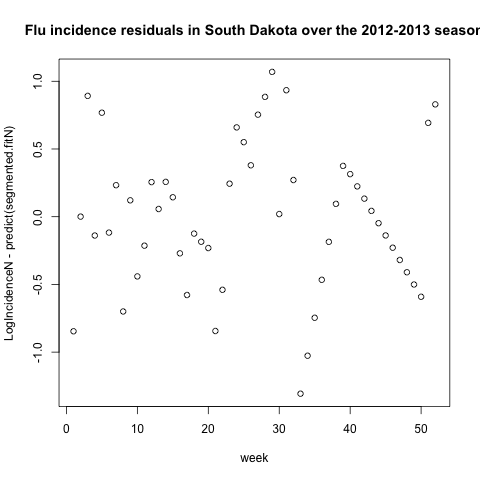 Flu incidence residuals in South Dakota over the 2012-2013 season
LogIncidenceN - predict(segmented.fitN)
1.0
0.5
0.0
-0.5
-1.0
0 10 20 30 40 50
week